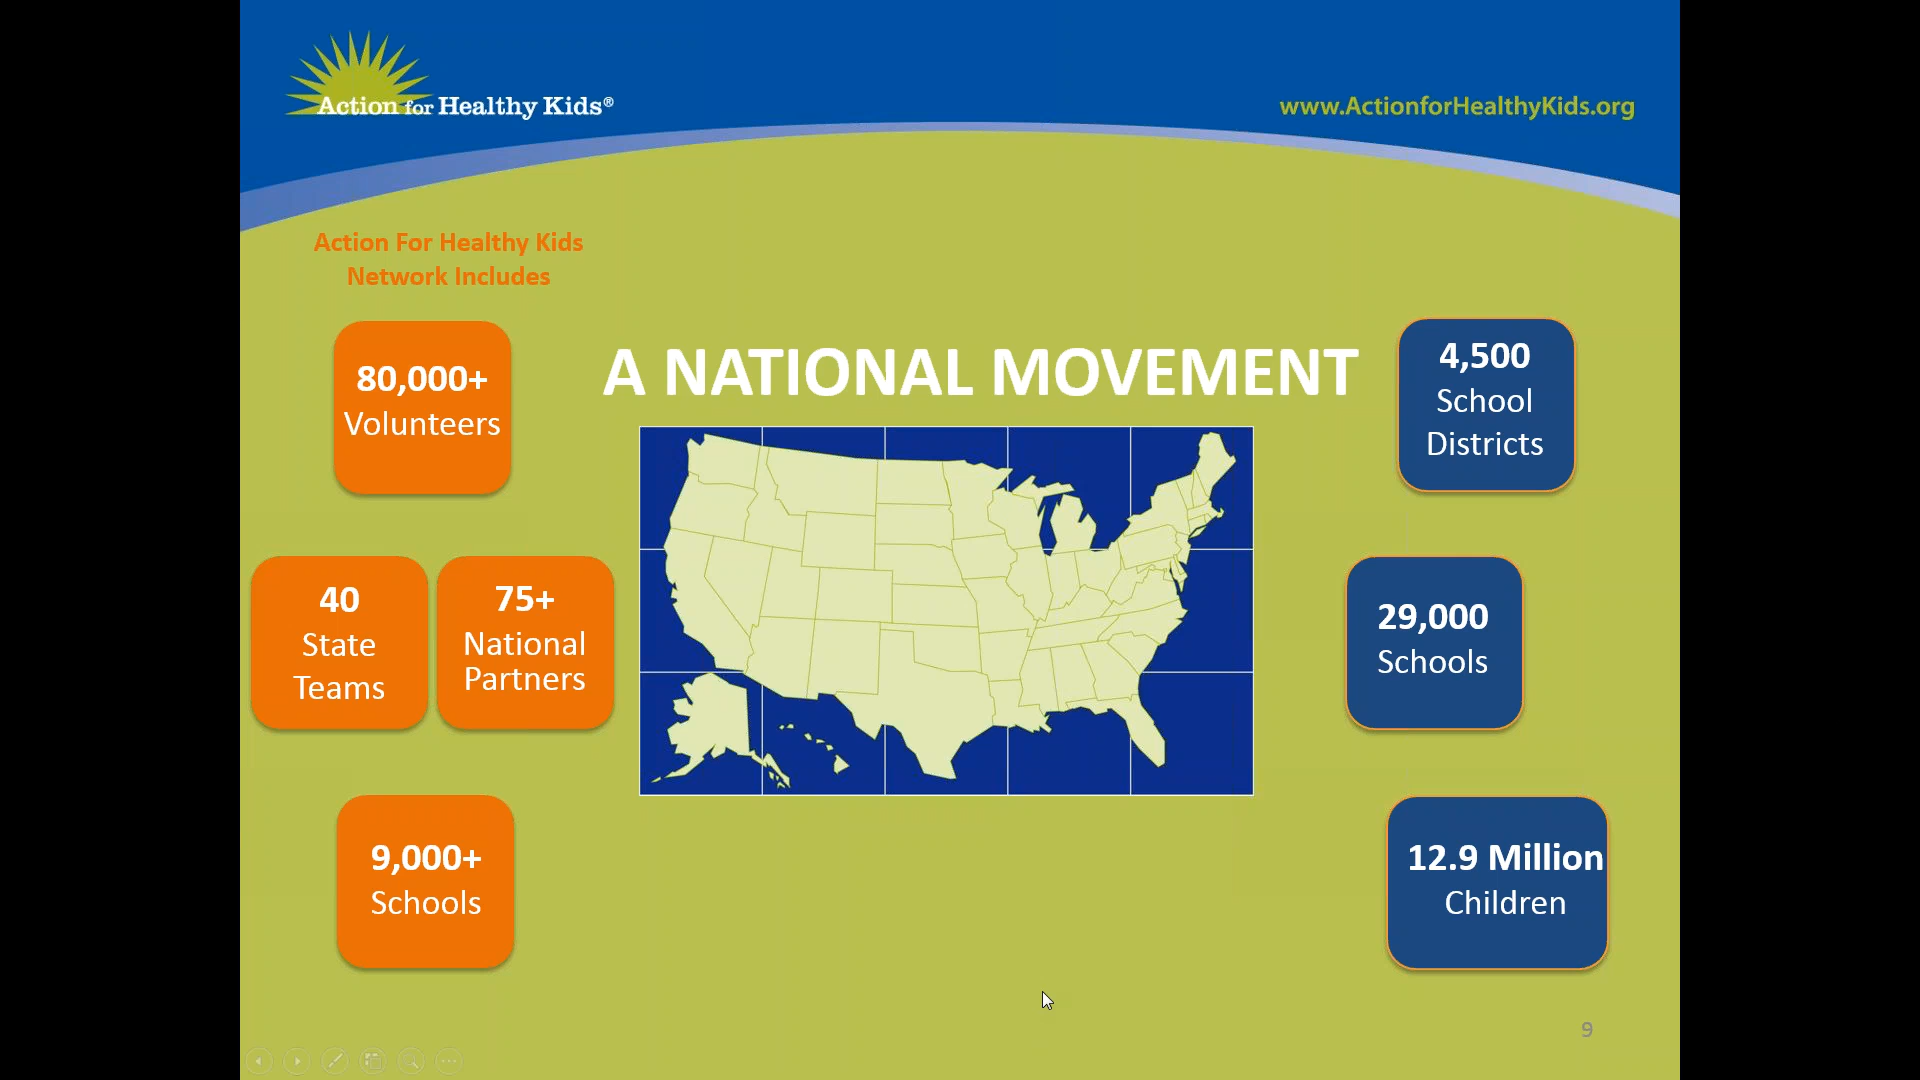 Action for Healthy Kids®
www.ActionforHealthyKids.org
Action For Healthy Kids
Network Includes
80,000+
Volunteers
A NATIONAL MOVEMENT
4,500
School
Districts
40
State
Teams
75+
National
Partners
29,000
Schools
9,000+
Schools
12.9 Million
Children
9